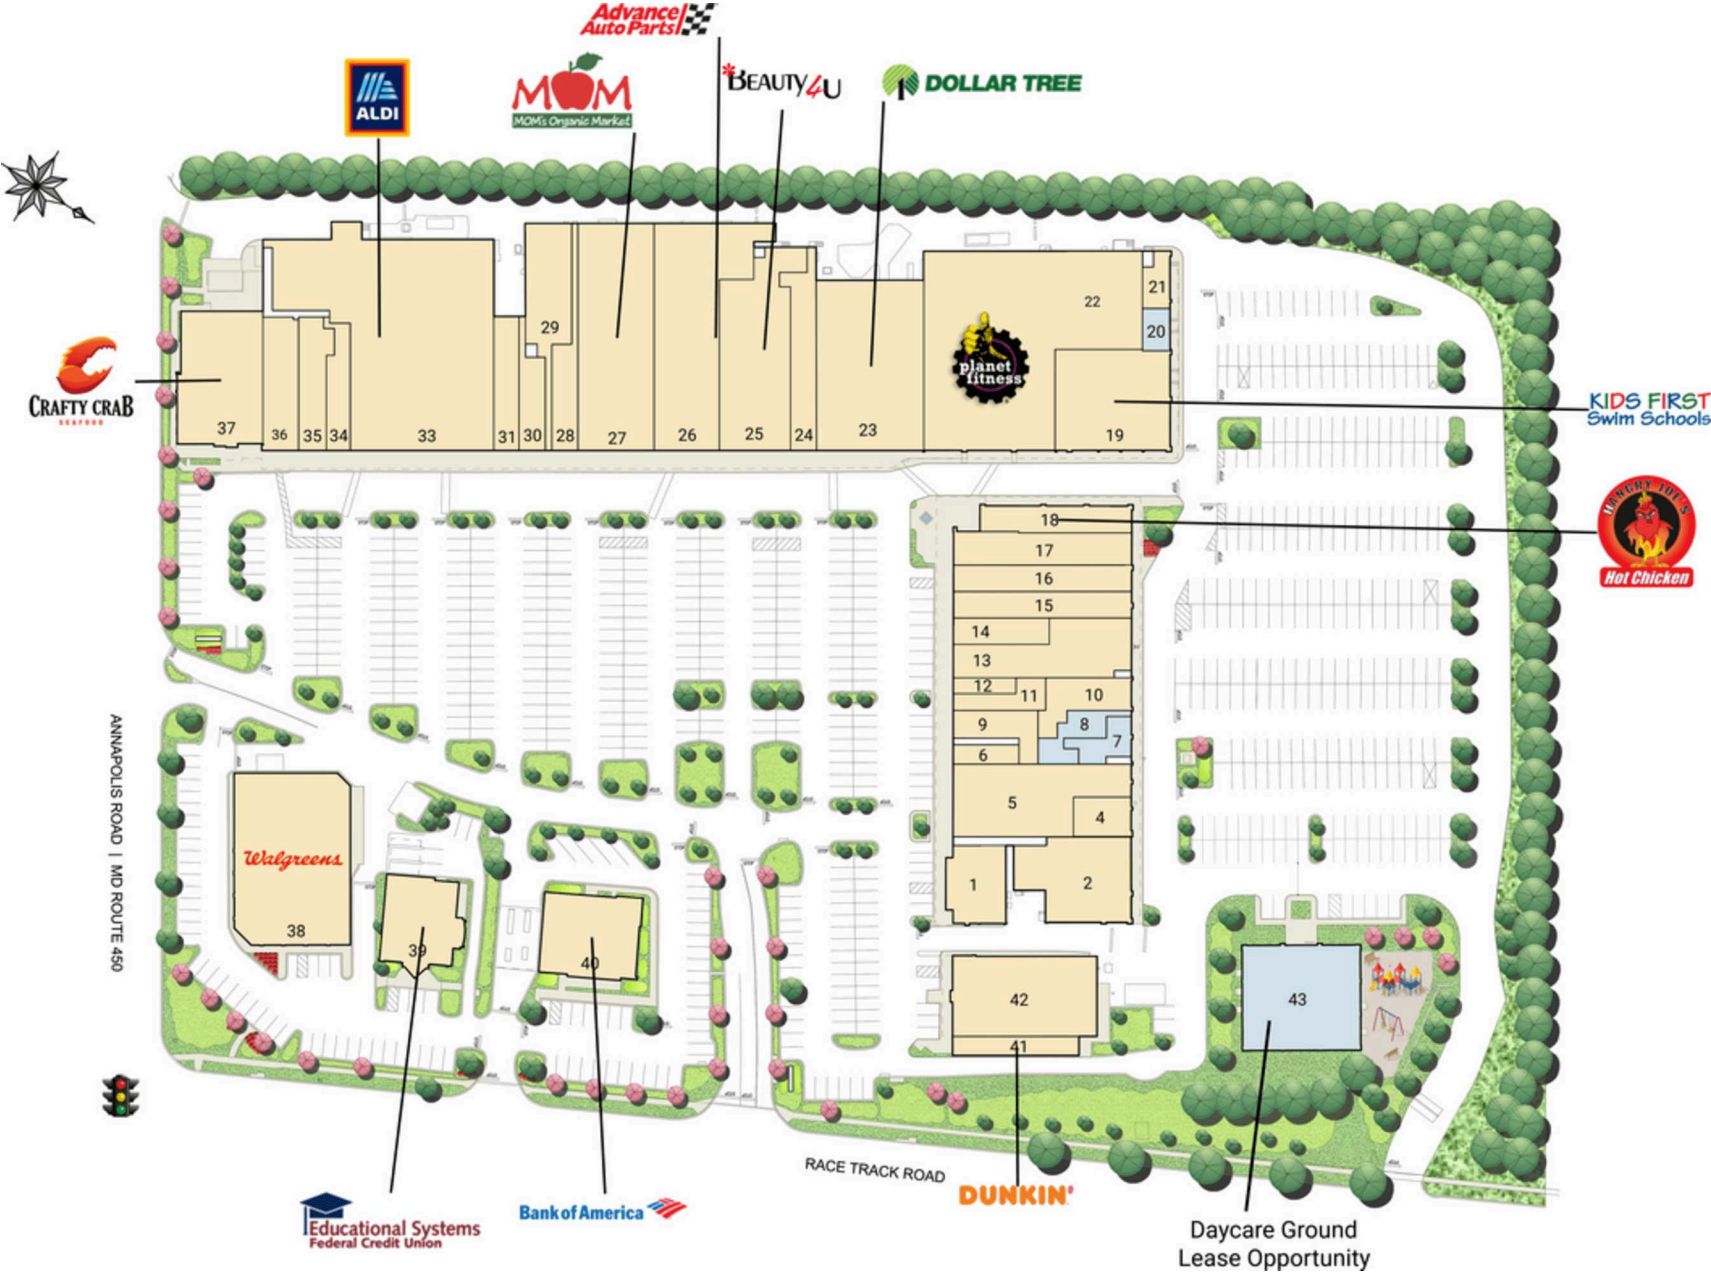 Advance
Auto Parts
ALDI
MOM
MOM's Organic Market
*BEAUTY4U
DOLLAR TREE
21
22
20
29
planet
fitness
CRAFTY CRAB
SEAFOOD
KIDS FIRST
Swim Schools
37
36
35
34
33
31
30
28
27
26
25
24
23
19
HANGRY JOE'S
Hot Chicken
18
17
16
15
14
13
12
11
10
9
8
7
6
5
4
1
2
ANNAPOLIS ROAD | MD ROUTE 450
Walgreens
38
39
40
42
41
43
RACE TRACK ROAD
DUNKIN'
Educational Systems
Federal Credit Union
Bank of America
Daycare Ground
Lease Opportunity